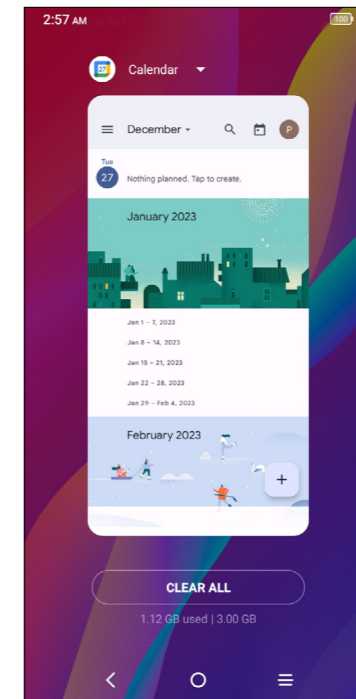 2:57 AM
100
27
Calendar
December
P
Tue
27
Nothing planned. Tap to create.
January 2023
Jan 1 – 7, 2023
Jan 8 – 14, 2023
Jan 15 – 21, 2023
Jan 22 – 28, 2023
Jan 29 – Feb 4, 2023
February 2023
+
CLEAR ALL
1.12 GB used | 3.00 GB